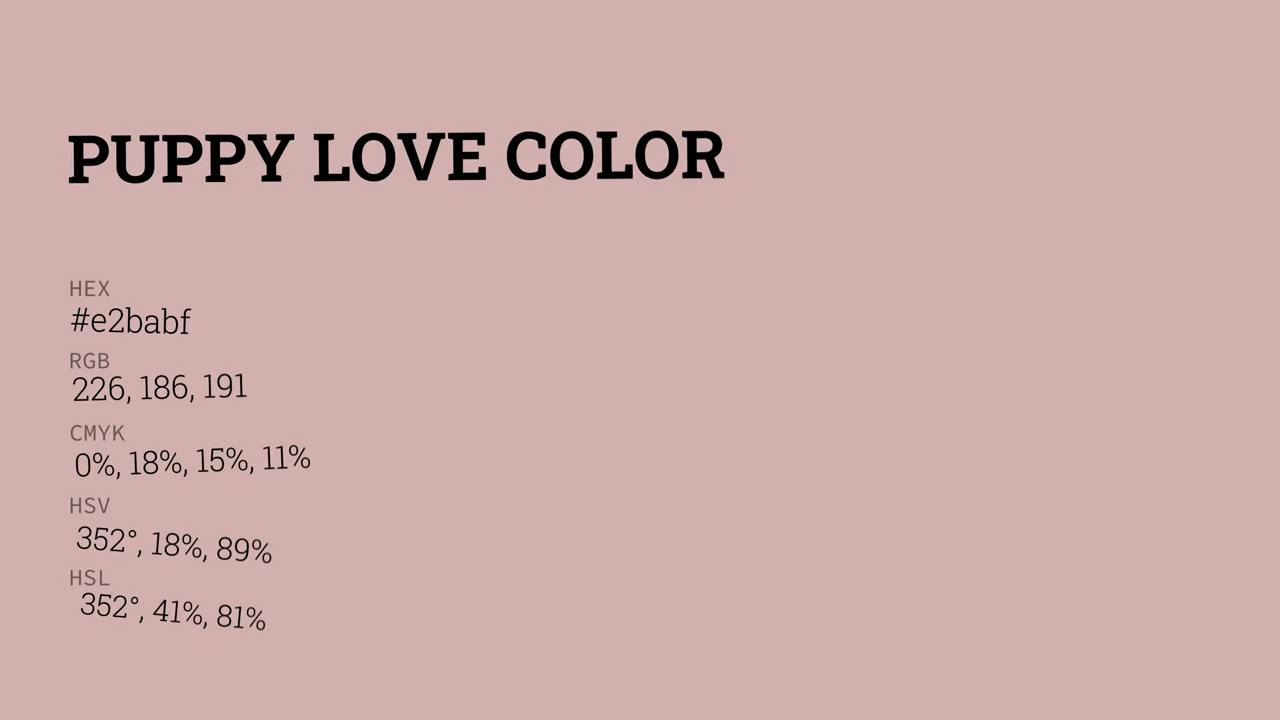 PUPPY LOVE COLOR
HEX
#e2babf
RGB
226, 186, 191
CMYK
0%, 18%, 15%, 11%
HSV
352°, 18%, 89%
HSL
352°, 41%, 81%